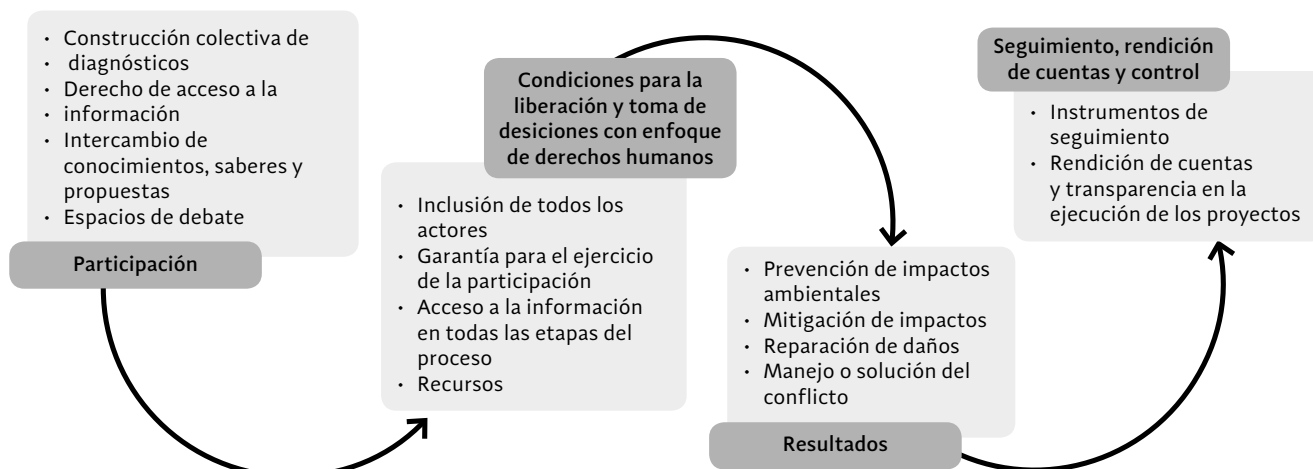 • Construcción colectiva de
• diagnósticos
• Derecho de acceso a la
• información
• Intercambio de
conocimientos, saberes y
propuestas
• Espacios de debate
Participación
Condiciones para la
liberación y toma de
desiciones con enfoque
de derechos humanos
• Inclusión de todos los
actores
• Garantía para el ejercicio
de la participación
• Acceso a la información
en todas las etapas del
proceso
• Recursos
• Prevención de impactos
ambientales
• Mitigación de impactos
• Reparación de daños
• Manejo o solución del
conflicto
Resultados
Seguimiento, rendición
de cuentas y control
• Instrumentos de
seguimiento
• Rendición de cuentas
y transparencia en la
ejecución de los proyectos